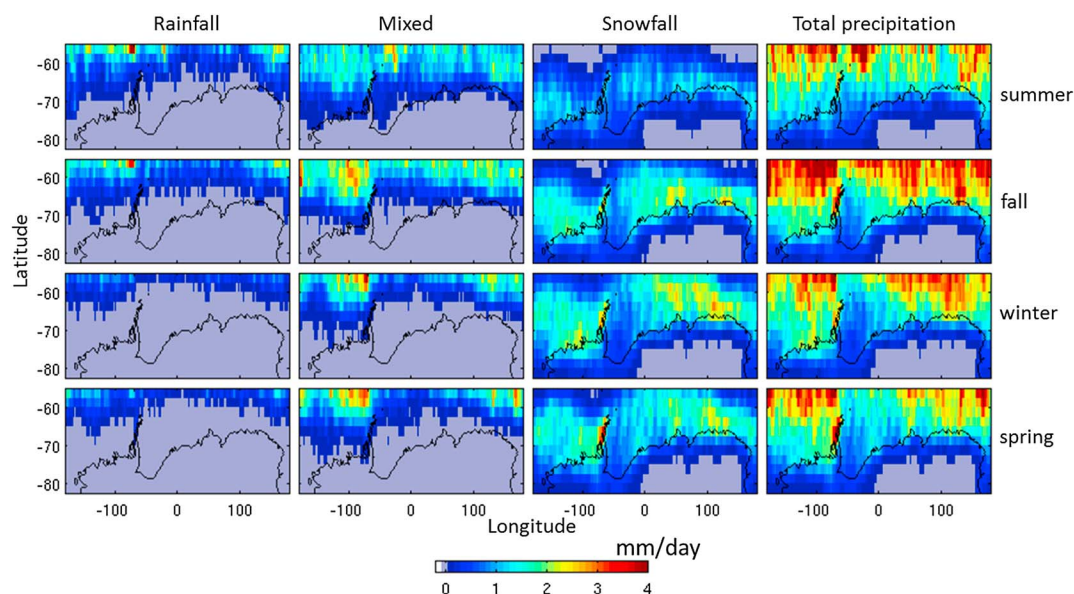 Rainfall Mixed Snowfall Total precipitation
-60
-70
-80
summer
-60
-70
-80
fall
Latitude
-60
-70
-80
winter
-60
-70
-80
spring
-100 0 100 -100 0 100 -100 0 100 -100 0 100
Longitude
mm/day
0 1 2 3 4